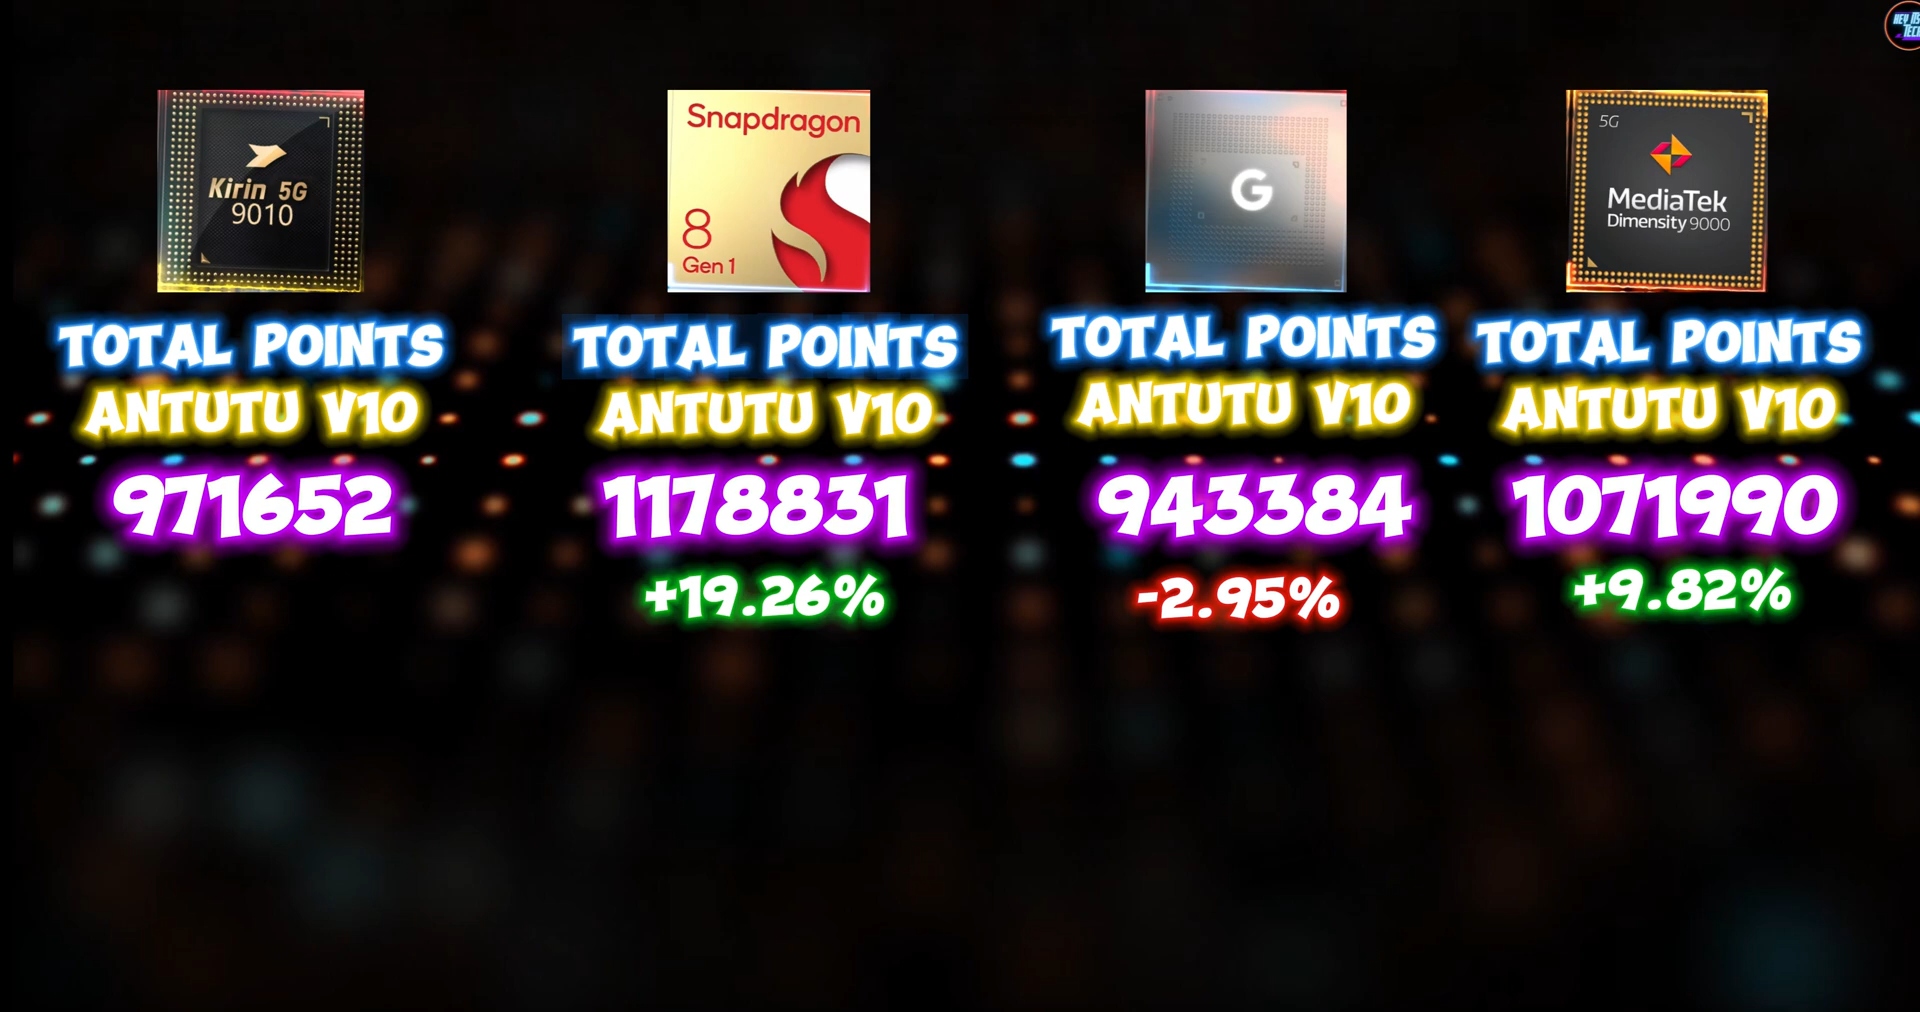 Kirin 5G
9010
TOTAL POINTS
ANTUTU V10
971652
Snapdragon
8
Gen 1
TOTAL POINTS
ANTUTU V10
1178831
+19.26%
G
TOTAL POINTS
ANTUTU V10
943384
-2.95%
5G
MediaTek
Dimensity 9000
TOTAL POINTS
ANTUTU V10
1071990
+9.82%